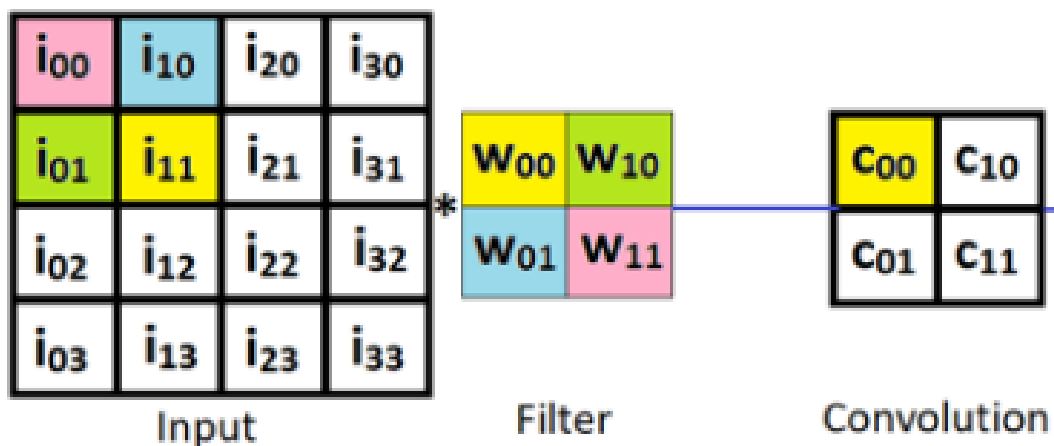 i₀₀ i₁₀ i₂₀ i₃₀
i₀₁ i₁₁ i₂₁ i₃₁
w₀₀ w₁₀
c₀₀ c₁₀
*
i₀₂ i₁₂ i₂₂ i₃₂
w₀₁ w₁₁
c₀₁ c₁₁
i₀₃ i₁₃ i₂₃ i₃₃
Input
Filter
Convolution